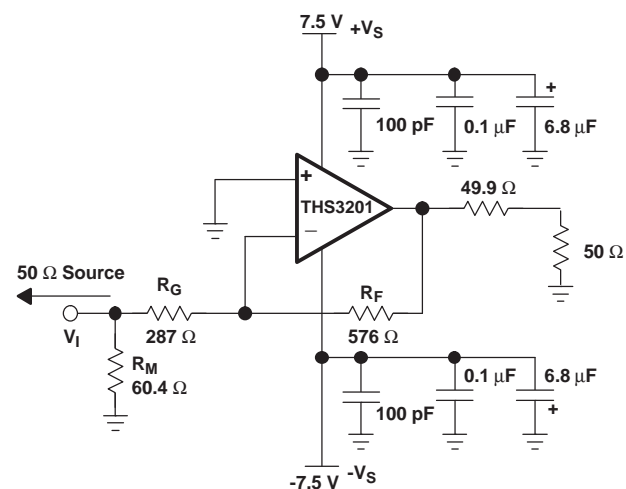 7.5 V
+VS
+
100 pF
0.1 µF
6.8 µF
+
THS3201
−
49.9 Ω
50 Ω
50 Ω Source
RG
RF
VI
287 Ω
576 Ω
RM
60.4 Ω
100 pF
0.1 µF
6.8 µF
+
-7.5 V
-VS